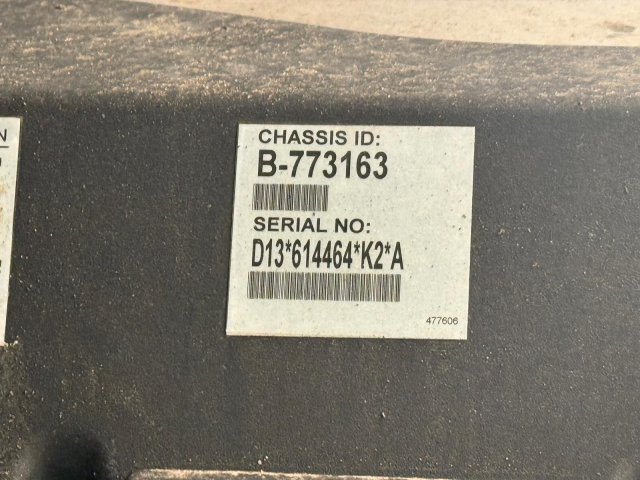 CHASSIS ID:
B-773163
SERIAL NO:
D13*614464*K2*A
477606
N